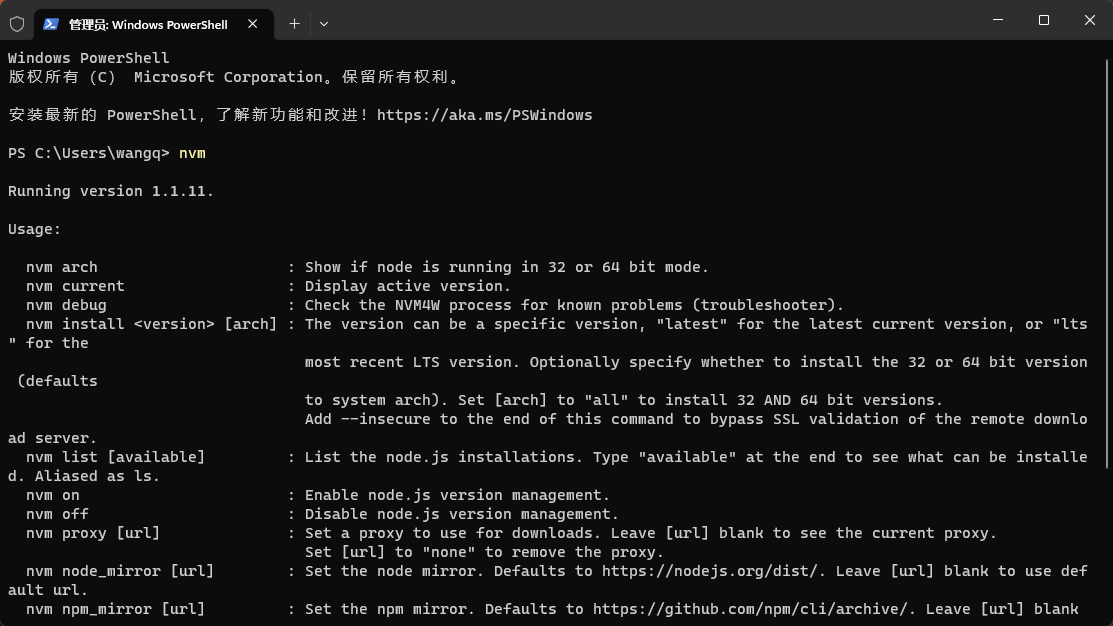 管理员: Windows PowerShell
Windows PowerShell
版权所有 (C)  Microsoft Corporation。保留所有权利。
安装最新的 PowerShell，了解新功能和改进！https://aka.ms/PSWindows
PS C:\Users\wangq> nvm
Running version 1.1.11.
Usage:
  nvm arch                     : Show if node is running in 32 or 64 bit mode.
  nvm current                  : Display active version.
  nvm debug                    : Check the NVM4W process for known problems (troubleshooter).
  nvm install <version> [arch] : The version can be a specific version, "latest" for the latest current version, or "lts
" for the
                                 most recent LTS version. Optionally specify whether to install the 32 or 64 bit version
 (defaults
                                 to system arch). Set [arch] to "all" to install 32 AND 64 bit versions.
                                 Add --insecure to the end of this command to bypass SSL validation of the remote downlo
ad server.
  nvm list [available]         : List the node.js installations. Type "available" at the end to see what can be installe
d. Aliased as ls.
  nvm on                       : Enable node.js version management.
  nvm off                      : Disable node.js version management.
  nvm proxy [url]              : Set a proxy to use for downloads. Leave [url] blank to see the current proxy.
                                 Set [url] to "none" to remove the proxy.
  nvm node_mirror [url]        : Set the node mirror. Defaults to https://nodejs.org/dist/. Leave [url] blank to use def
ault url.
  nvm npm_mirror [url]         : Set the npm mirror. Defaults to https://github.com/npm/cli/archive/. Leave [url] blank